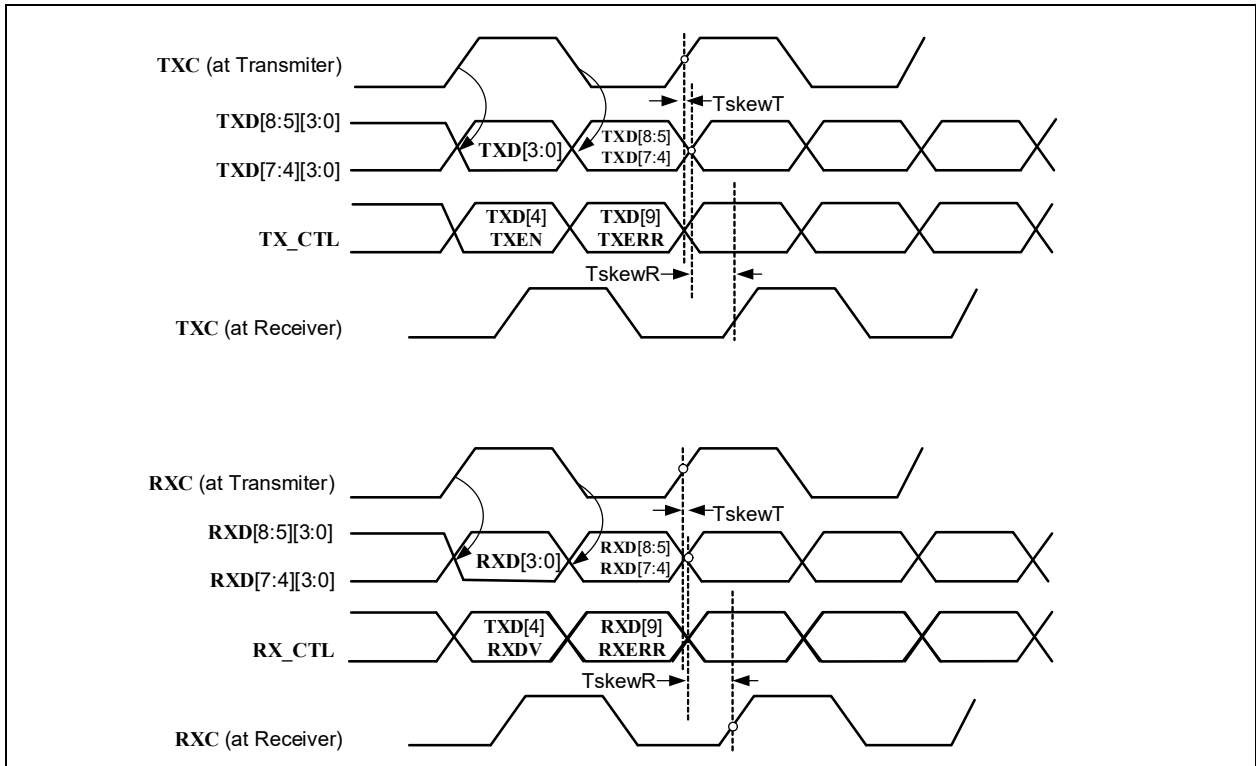 TXC (at Transmiter)
TskewT
TXD[8:5][3:0]
TXD[3:0]
TXD[8:5]
TXD[7:4]
TXD[7:4][3:0]
TXD[4]
TXEN
TXD[9]
TXERR
TX_CTL
TskewR
TXC (at Receiver)
RXC (at Transmiter)
TskewT
RXD[8:5][3:0]
RXD[3:0]
RXD[8:5]
RXD[7:4]
RXD[7:4][3:0]
TXD[4]
RXDV
RXD[9]
RXERR
RX_CTL
TskewR
RXC (at Receiver)